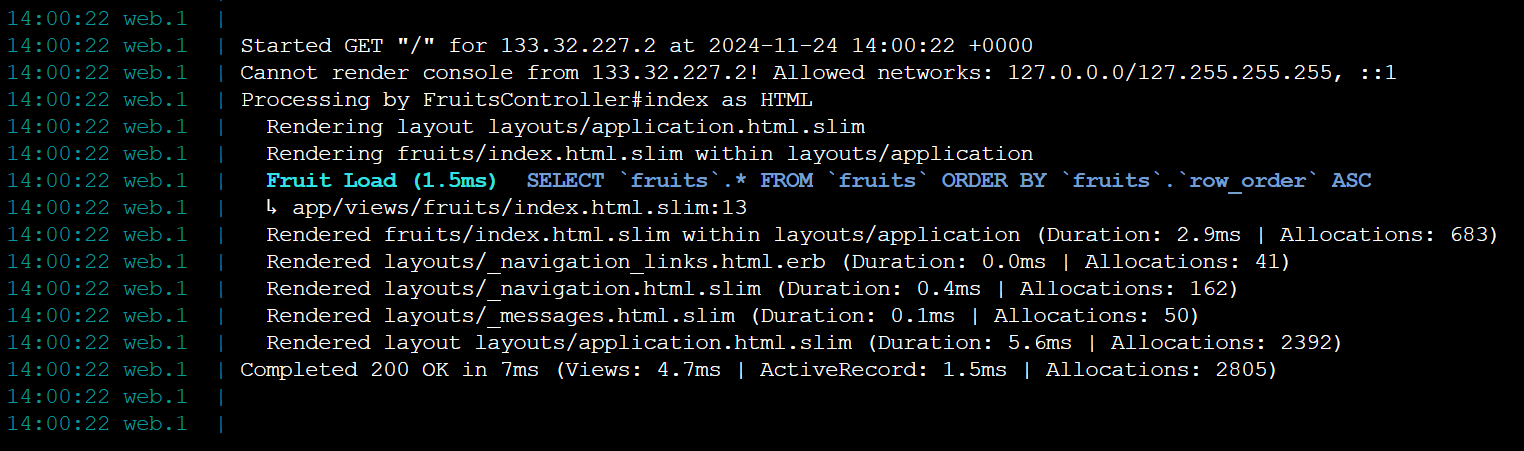 14:00:22 web.1  |
14:00:22 web.1  | Started GET "/" for 133.32.227.2 at 2024-11-24 14:00:22 +0000
14:00:22 web.1  | Cannot render console from 133.32.227.2! Allowed networks: 127.0.0.0/127.255.255.255, ::1
14:00:22 web.1  | Processing by FruitsController#index as HTML
14:00:22 web.1  |   Rendering layout layouts/application.html.slim
14:00:22 web.1  |   Rendering fruits/index.html.slim within layouts/application
14:00:22 web.1  |   Fruit Load (1.5ms)  SELECT `fruits`.* FROM `fruits` ORDER BY `fruits`.`row_order` ASC
14:00:22 web.1  |   ↳ app/views/fruits/index.html.slim:13
14:00:22 web.1  |   Rendered fruits/index.html.slim within layouts/application (Duration: 2.9ms | Allocations: 683)
14:00:22 web.1  |   Rendered layouts/_navigation_links.html.erb (Duration: 0.0ms | Allocations: 41)
14:00:22 web.1  |   Rendered layouts/_navigation.html.slim (Duration: 0.4ms | Allocations: 162)
14:00:22 web.1  |   Rendered layouts/_messages.html.slim (Duration: 0.1ms | Allocations: 50)
14:00:22 web.1  |   Rendered layout layouts/application.html.slim (Duration: 5.6ms | Allocations: 2392)
14:00:22 web.1  | Completed 200 OK in 7ms (Views: 4.7ms | ActiveRecord: 1.5ms | Allocations: 2805)
14:00:22 web.1  |
14:00:22 web.1  |